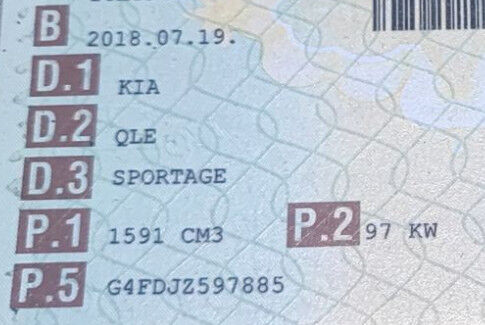 B 2018.07.19.
D.1 KIA
D.2 QLE
D.3 SPORTAGE
P.1 1591 CM3 P.2 97 KW
P.5 G4FDJZ597885